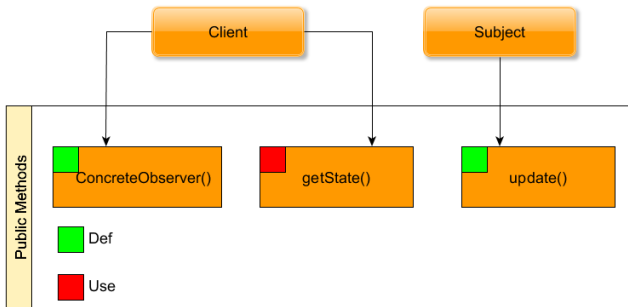 Client
Subject
Public Methods
ConcreteObserver()
getState()
update()
Def
Use